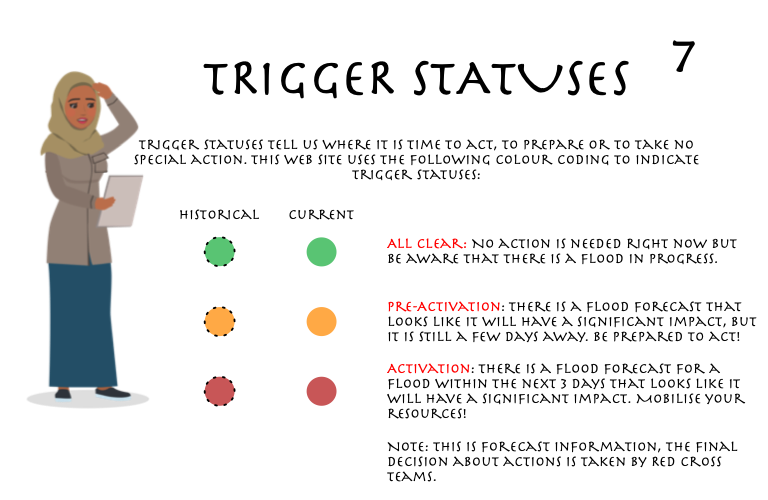 TRIGGER STATUSES
7
TRIGGER STATUSES TELL US WHERE IT IS TIME TO ACT, TO PREPARE OR TO TAKE NO
SPECIAL ACTION. THIS WEB SITE USES THE FOLLOWING COLOUR CODING TO INDICATE
TRIGGER STATUSES:
HISTORICAL CURRENT
ALL CLEAR: NO ACTION IS NEEDED RIGHT NOW BUT
BE AWARE THAT THERE IS A FLOOD IN PROGRESS.
PRE-ACTIVATION: THERE IS A FLOOD FORECAST THAT
LOOKS LIKE IT WILL HAVE A SIGNIFICANT IMPACT, BUT
IT IS STILL A FEW DAYS AWAY. BE PREPARED TO ACT!
ACTIVATION: THERE IS A FLOOD FORECAST FOR A
FLOOD WITHIN THE NEXT 3 DAYS THAT LOOKS LIKE IT
WILL HAVE A SIGNIFICANT IMPACT. MOBILISE YOUR
RESOURCES!
NOTE: THIS IS FORECAST INFORMATION, THE FINAL
DECISION ABOUT ACTIONS IS TAKEN BY RED CROSS
TEAMS.